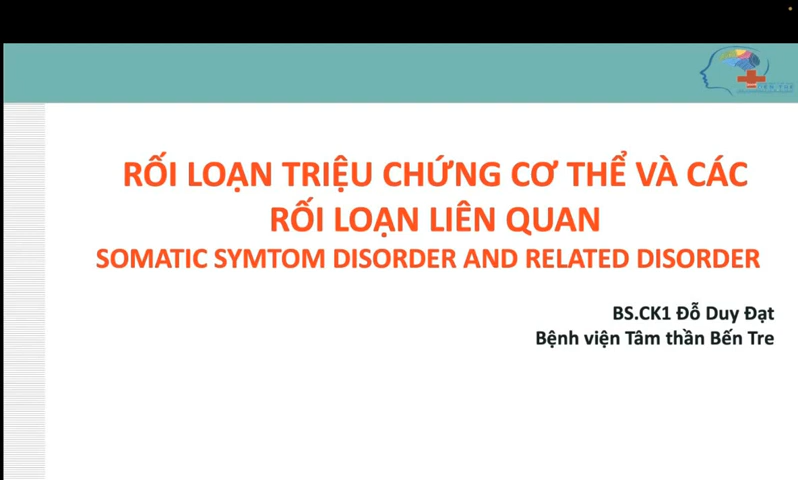 RỐI LOẠN TRIỆU CHỨNG CƠ THỂ VÀ CÁC
RỐI LOẠN LIÊN QUAN
SOMATIC SYMTOM DISORDER AND RELATED DISORDER
BS.CK1 Đỗ Duy Đạt
Bệnh viện Tâm thần Bến Tre